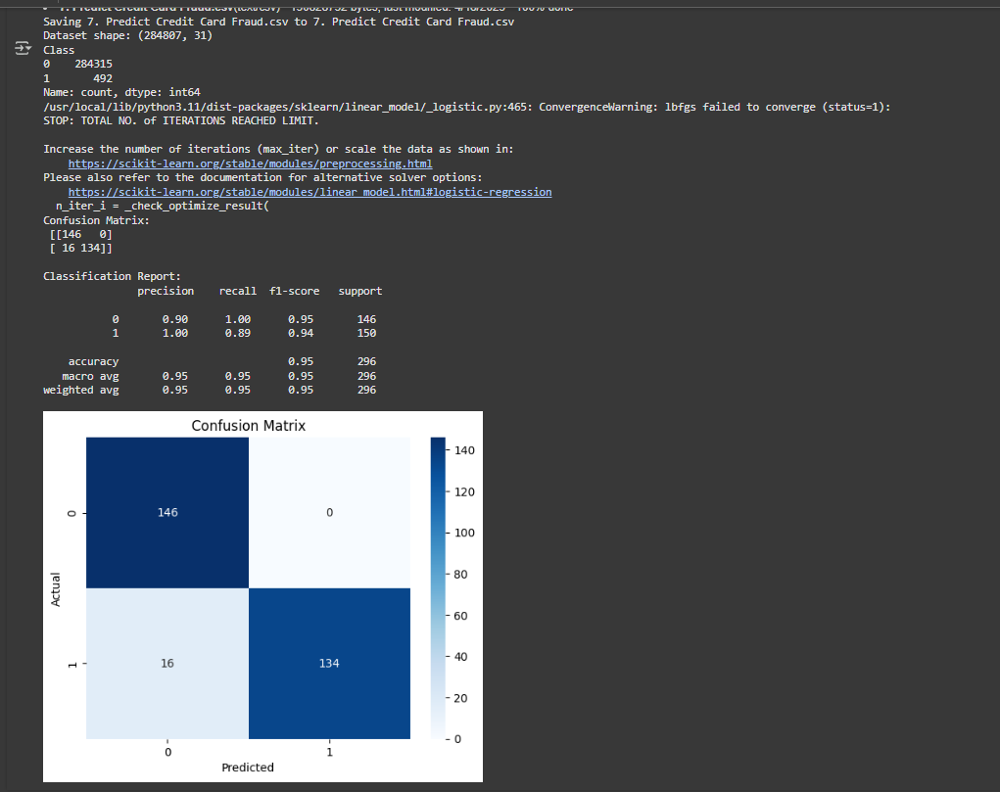 Saving 7. Predict Credit Card Fraud.csv to 7. Predict Credit Card Fraud.csv
Dataset shape: (284807, 31)
Class
0    284315
1       492
Name: count, dtype: int64
/usr/local/lib/python3.11/dist-packages/sklearn/linear_model/_logistic.py:465: ConvergenceWarning: lbfgs failed to converge (status=1):
STOP: TOTAL NO. of ITERATIONS REACHED LIMIT.
Increase the number of iterations (max_iter) or scale the data as shown in:
    https://scikit-learn.org/stable/modules/preprocessing.html
Please also refer to the documentation for alternative solver options:
    https://scikit-learn.org/stable/modules/linear_model.html#logistic-regression
  n_iter_i = _check_optimize_result(
Confusion Matrix:
 [[146   0]
 [ 16 134]]
Classification Report:
               precision    recall  f1-score   support
           0       0.90      1.00      0.95       146
           1       1.00      0.89      0.94       150
    accuracy                           0.95       296
   macro avg       0.95      0.95      0.95       296
weighted avg       0.95      0.95      0.95       296
Confusion Matrix
140
120
100
80
60
40
20
0
Actual
0
1
146
0
16
134
0
1
Predicted